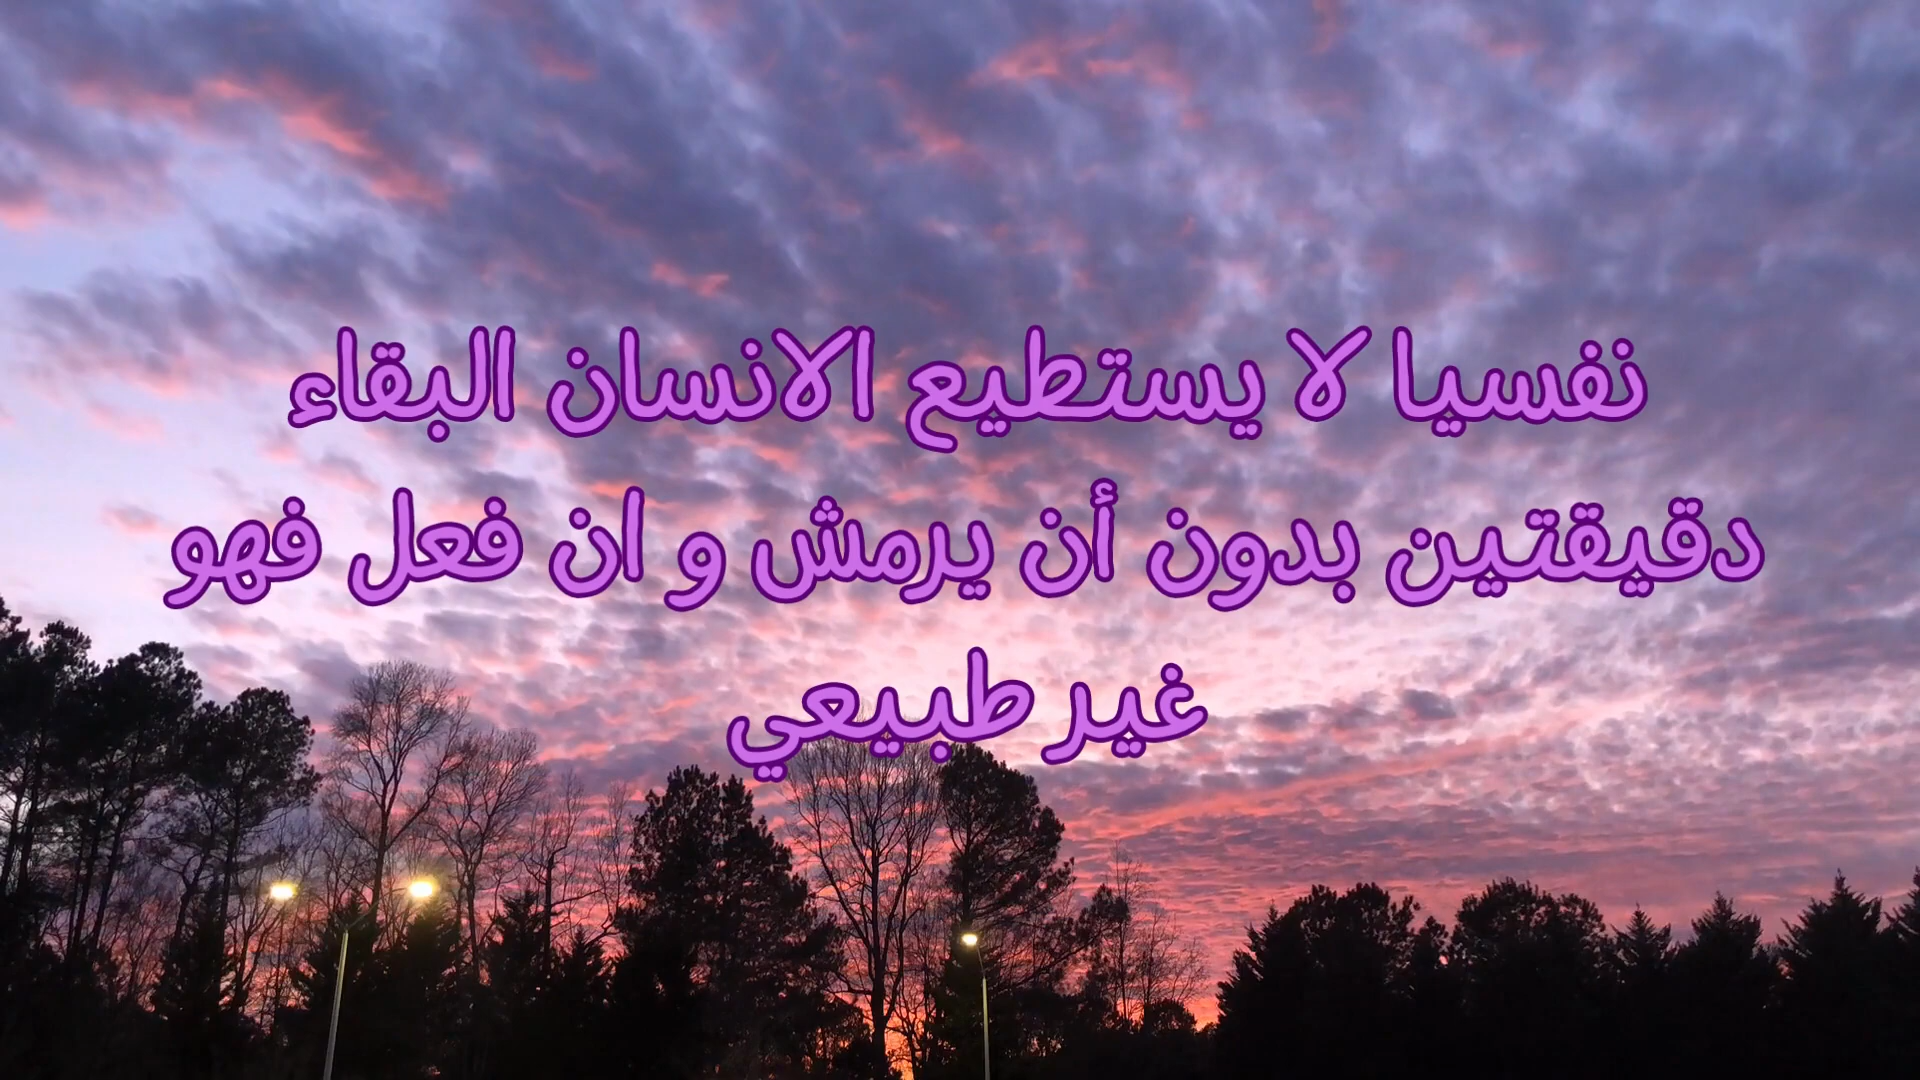 نفسيا لا يستطيع الانسان البقاء
دقيقتين بدون أن يرمش و ان فعل فهو
غير طبيعي